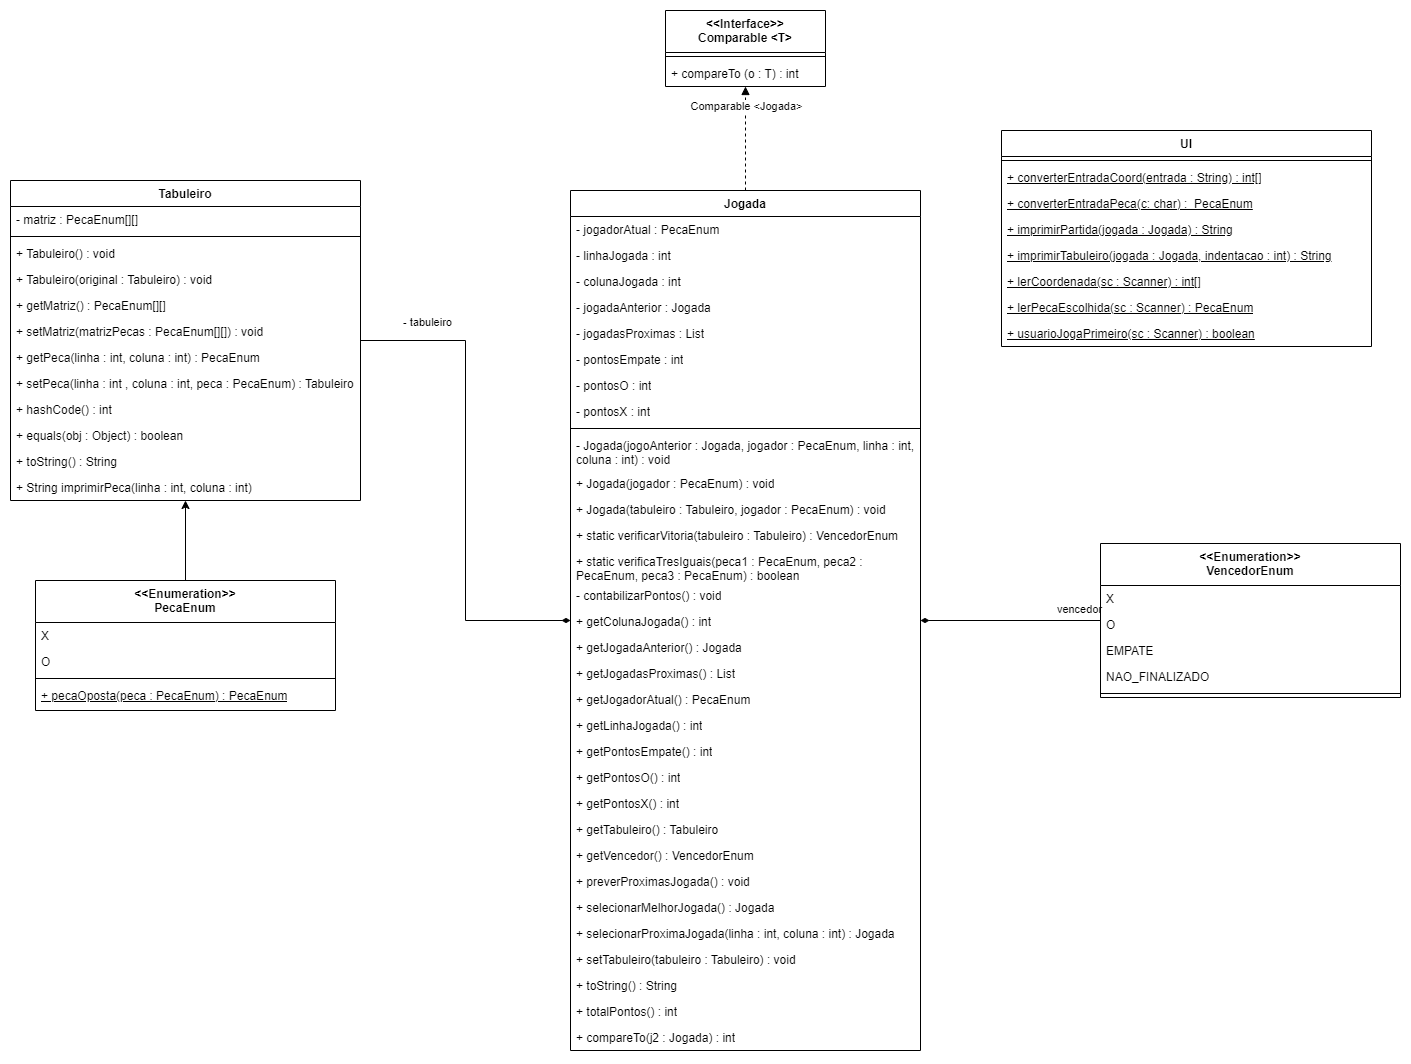 <<Interface>>
Comparable <T>
+ compareTo (o : T) : int
Comparable <Jogada>
UI
+ converterEntradaCoord(entrada : String) : int[]
+ converterEntradaPeca(c: char) :  PecaEnum
+ imprimirPartida(jogada : Jogada) : String
+ imprimirTabuleiro(jogada : Jogada, indentacao : int) : String
+ lerCoordenada(sc : Scanner) : int[]
+ lerPecaEscolhida(sc : Scanner) : PecaEnum
+ usuarioJogaPrimeiro(sc : Scanner) : boolean
Tabuleiro
- matriz : PecaEnum[][]
+ Tabuleiro() : void
+ Tabuleiro(original : Tabuleiro) : void
+ getMatriz() : PecaEnum[][]
+ setMatriz(matrizPecas : PecaEnum[][]) : void
+ getPeca(linha : int, coluna : int) : PecaEnum
+ setPeca(linha : int , coluna : int, peca : PecaEnum) : Tabuleiro
+ hashCode() : int
+ equals(obj : Object) : boolean
+ toString() : String
+ String imprimirPeca(linha : int, coluna : int)
- tabuleiro
Jogada
- jogadorAtual : PecaEnum
- linhaJogada : int
- colunaJogada : int
- jogadaAnterior : Jogada
- jogadasProximas : List
- pontosEmpate : int
- pontosO : int
- pontosX : int
- Jogada(jogoAnterior : Jogada, jogador : PecaEnum, linha : int,
coluna : int) : void
+ Jogada(jogador : PecaEnum) : void
+ Jogada(tabuleiro : Tabuleiro, jogador : PecaEnum) : void
+ static verificarVitoria(tabuleiro : Tabuleiro) : VencedorEnum
+ static verificaTresIguais(peca1 : PecaEnum, peca2 :
PecaEnum, peca3 : PecaEnum) : boolean
- contabilizarPontos() : void
+ getColunaJogada() : int
+ getJogadaAnterior() : Jogada
+ getJogadasProximas() : List
+ getJogadorAtual() : PecaEnum
+ getLinhaJogada() : int
+ getPontosEmpate() : int
+ getPontosO() : int
+ getPontosX() : int
+ getTabuleiro() : Tabuleiro
+ getVencedor() : VencedorEnum
+ preverProximasJogada() : void
+ selecionarMelhorJogada() : Jogada
+ selecionarProximaJogada(linha : int, coluna : int) : Jogada
+ setTabuleiro(tabuleiro : Tabuleiro) : void
+ toString() : String
+ totalPontos() : int
+ compareTo(j2 : Jogada) : int
<<Enumeration>>
PecaEnum
X
O
+ pecaOposta(peca : PecaEnum) : PecaEnum
vencedor
<<Enumeration>>
VencedorEnum
X
O
EMPATE
NAO_FINALIZADO